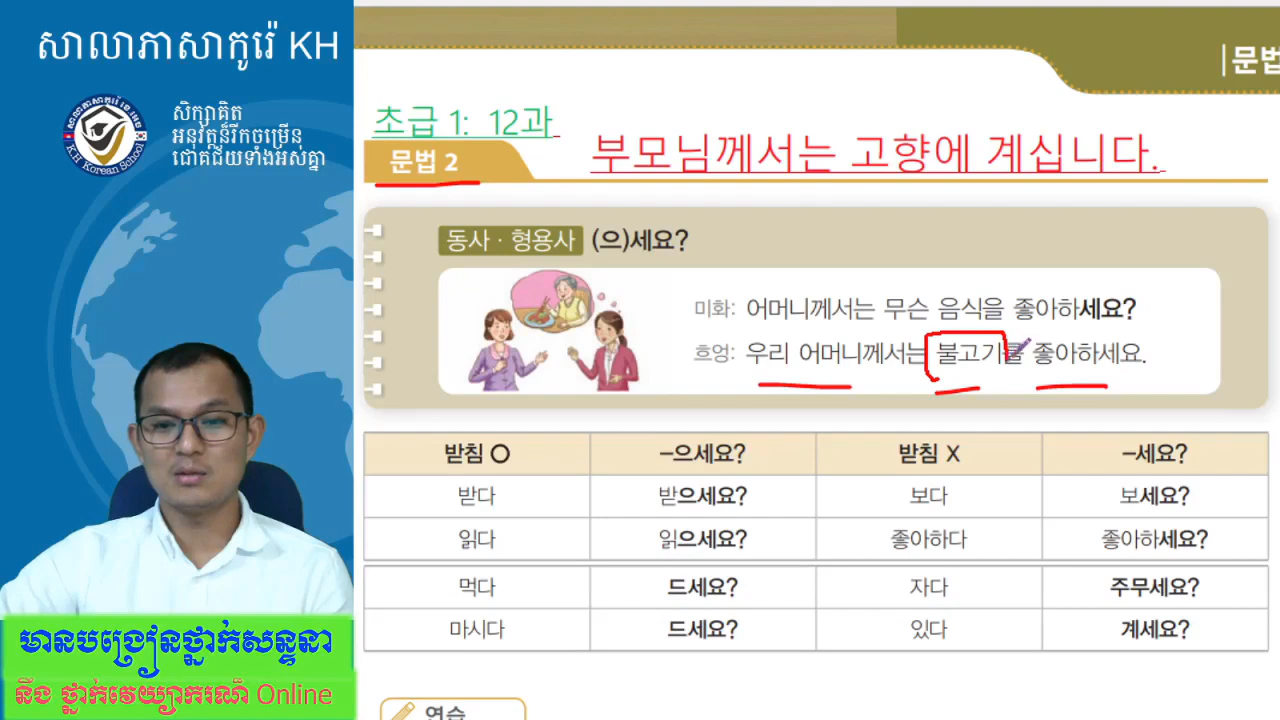 សាលាភាសាកូរ៉េ KH
សិក្សាគិត
អនុវត្តន៏រីកចំម្រើន
ជោគជ័យទាំងអស់គ្នា
សាលាភាសាកូរ៉េ ខេ អេច
KH Korean School
មានបង្រៀនថ្នាក់សន្ទនា
នឹង ថ្នាក់វេយ្យាករណ៏ Online
문법
초급 1: 12과
문법 2
부모님께서는 고향에 계십니다.
동사·형용사 (으)세요?
미화: 어머니께서는 무슨 음식을 좋아하세요?
흐엉: 우리 어머니께서는 불고기를 좋아하세요.
받침 O –으세요? 받침 X –세요?
받다 받으세요? 보다 보세요?
읽다 읽으세요? 좋아하다 좋아하세요?
먹다 드세요? 자다 주무세요?
마시다 드세요? 있다 계세요?
연습